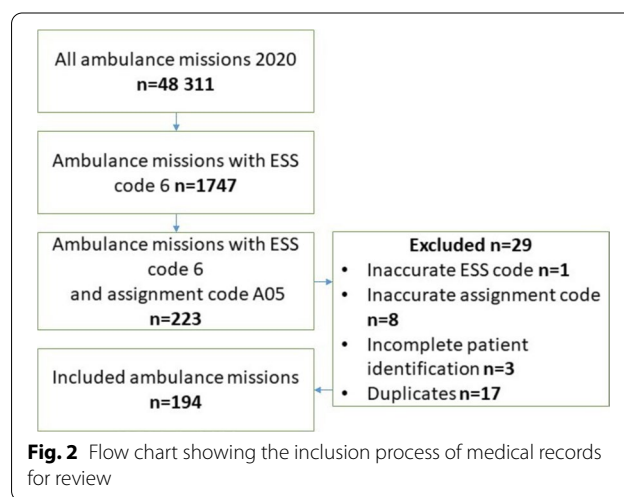 All ambulance missions 2020
n=48 311
Ambulance missions with ESS
code 6 n=1747
Ambulance missions with ESS
code 6
and assignment code A05
n=223
Excluded n=29
• Inaccurate ESS code n=1
• Inaccurate assignment code
n=8
• Incomplete patient
identification n=3
• Duplicates n=17
Included ambulance missions
n=194
Fig. 2 Flow chart showing the inclusion process of medical records
for review